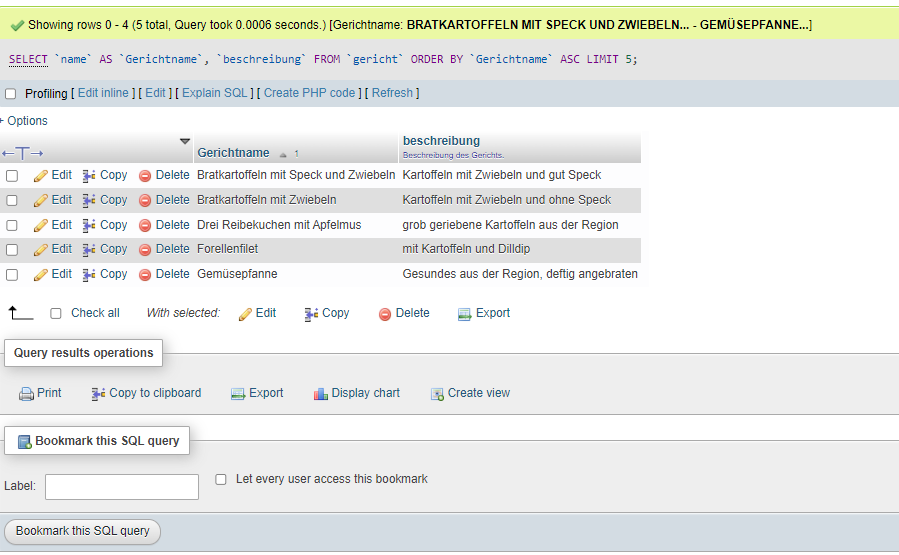 Showing rows 0 - 4 (5 total, Query took 0.0006 seconds.) [Gerichtname: BRATKARTOFFELN MIT SPECK UND ZWIEBELN... - GEMÜSEPFANNE...]
SELECT `name` AS `Gerichtname`, `beschreibung` FROM `gericht` ORDER BY `Gerichtname` ASC LIMIT 5;
Profiling [ Edit inline ] [ Edit ] [ Explain SQL ] [ Create PHP code ] [ Refresh ]
+ Options
←T→ Gerichtname 1 beschreibung
Beschreibung des Gerichts.
Edit Copy Delete Bratkartoffeln mit Speck und Zwiebeln Kartoffeln mit Zwiebeln und gut Speck
Edit Copy Delete Bratkartoffeln mit Zwiebeln Kartoffeln mit Zwiebeln und ohne Speck
Edit Copy Delete Drei Reibekuchen mit Apfelmus grob geriebene Kartoffeln aus der Region
Edit Copy Delete Forellenfilet mit Kartoffeln und Dilldip
Edit Copy Delete Gemüsepfanne Gesundes aus der Region, deftig angebraten
Check all With selected: Edit Copy Delete Export
Query results operations
Print Copy to clipboard Export Display chart Create view
Bookmark this SQL query
Label: Let every user access this bookmark
Bookmark this SQL query